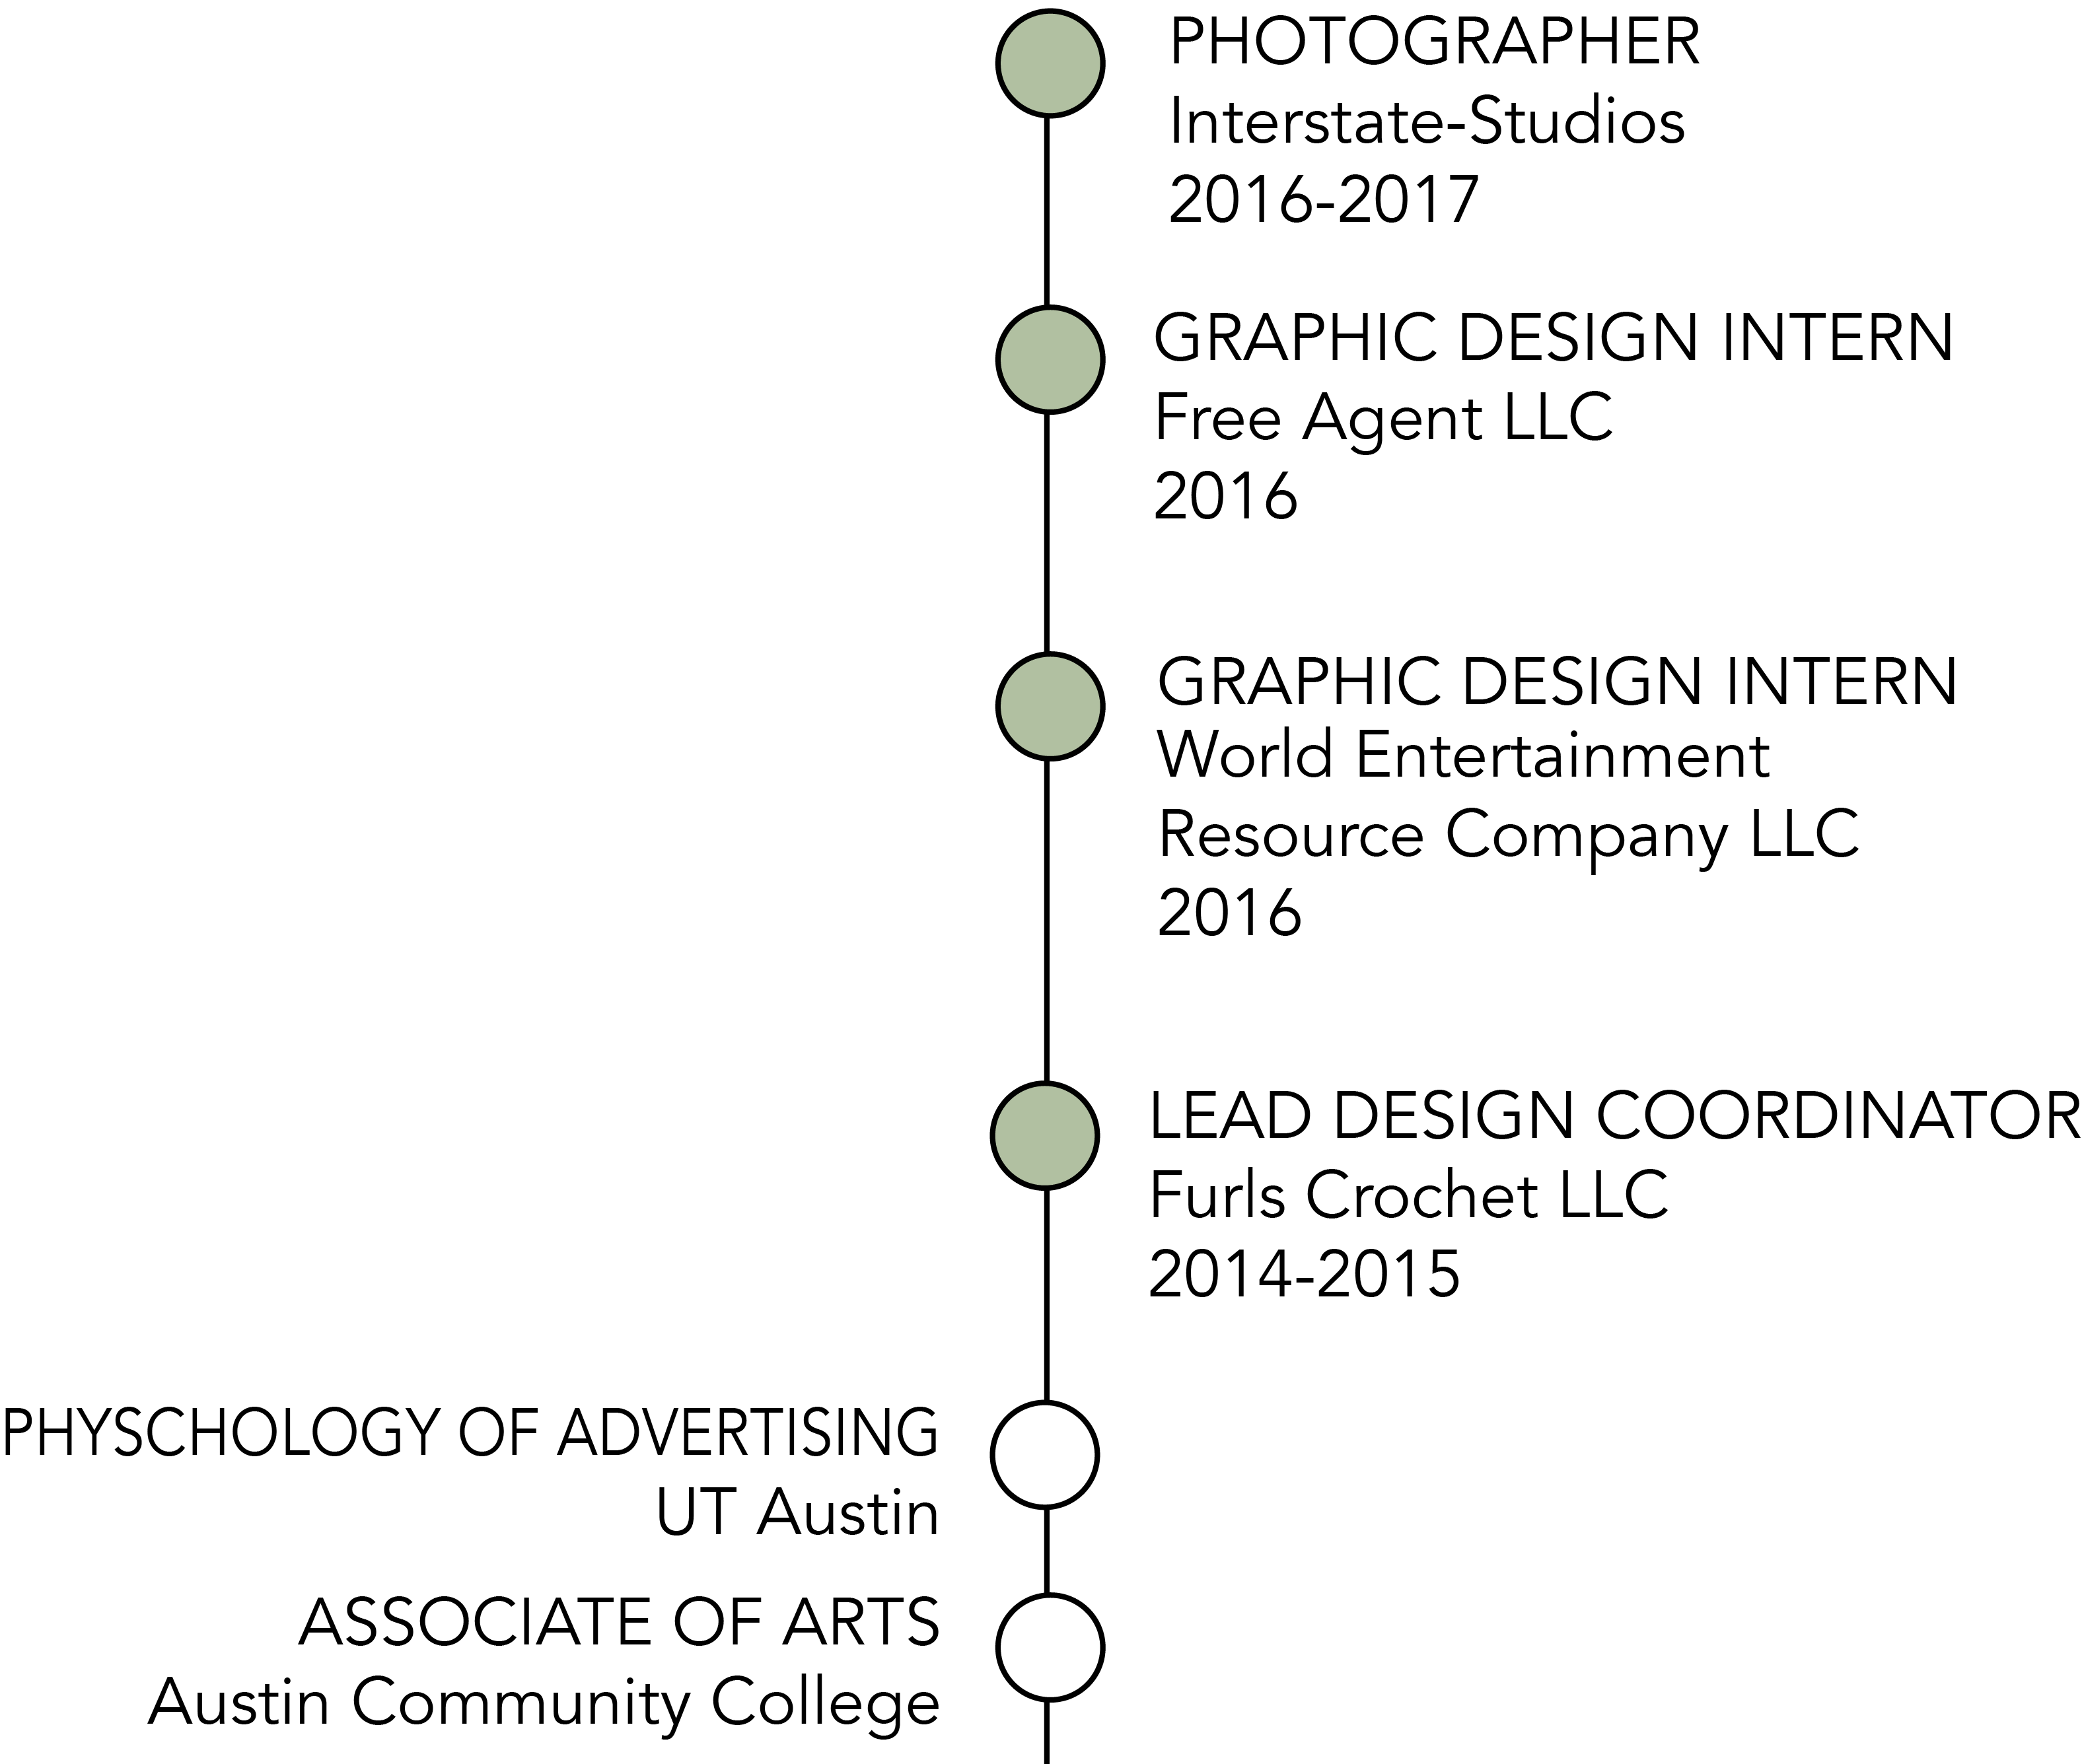 PHOTOGRAPHER
Interstate-Studios
2016-2017
GRAPHIC DESIGN INTERN
Free Agent LLC
2016
GRAPHIC DESIGN INTERN
World Entertainment
Resource Company LLC
2016
LEAD DESIGN COORDINATOR
Furls Crochet LLC
2014-2015
PHYSCHOLOGY OF ADVERTISING
UT Austin
ASSOCIATE OF ARTS
Austin Community College